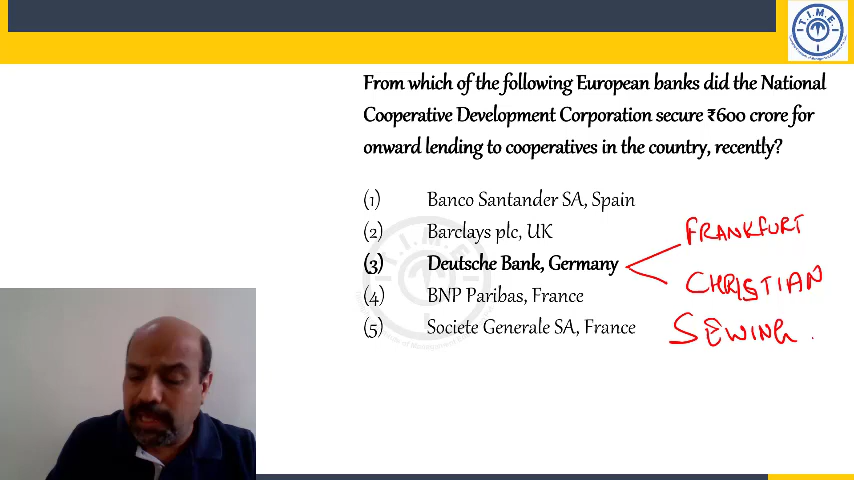 T.I.M.E.
From which of the following European banks did the National
Cooperative Development Corporation secure ₹600 crore for
onward lending to cooperatives in the country, recently?
(1) Banco Santander SA, Spain
(2) Barclays plc, UK
(3) Deutsche Bank, Germany
(4) BNP Paribas, France
(5) Societe Generale SA, France
FRANKFURT
CHRISTIAN
SEWING